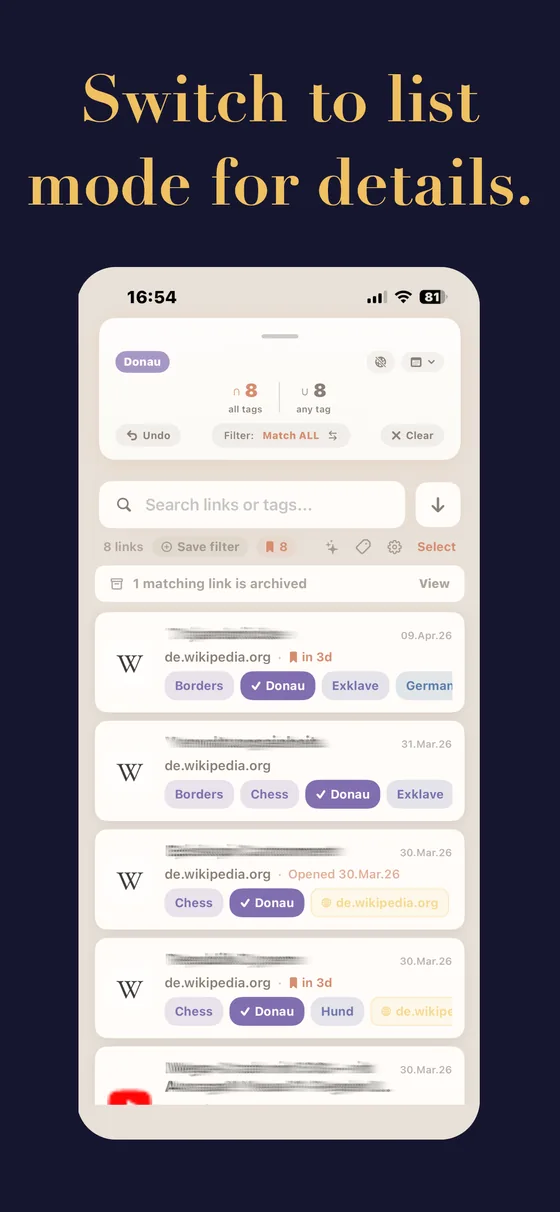 Switch to list
mode for details.
16:54
81
Donau
∩ 8
∪ 8
all tags
any tag
Undo
Filter: Match ALL
Clear
Search links or tags...
8 links
Save filter
8
Select
1 matching link is archived
View
09.Apr.26
W
de.wikipedia.org · in 3d
Borders
✓ Donau
Exklave
German
31.Mar.26
W
de.wikipedia.org
Borders
Chess
✓ Donau
Exklave
30.Mar.26
W
de.wikipedia.org · Opened 30.Mar.26
Chess
✓ Donau
de.wikipedia.org
30.Mar.26
W
de.wikipedia.org · in 3d
Chess
✓ Donau
Hund
de.wikipe
30.Mar.26